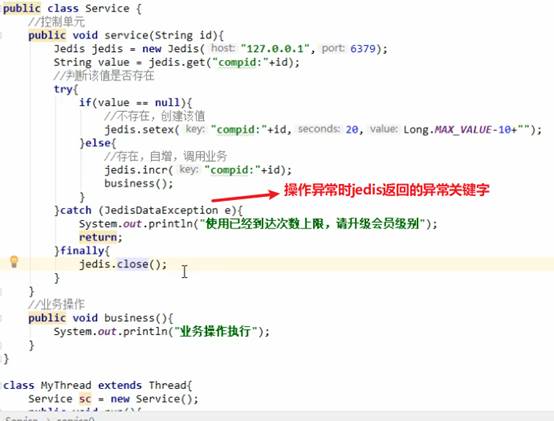 public class Service {
//控制单元
public void service(String id){
Jedis jedis = new Jedis( host: "127.0.0.1", port: 6379);
String value = jedis.get("compid:"+id);
//判断该值是否存在
try{
if(value == null){
//不存在，创建该值
jedis.setex( key: "compid:"+id, seconds: 20, value: Long.MAX_VALUE-10+"");
}else{
//存在，自增，调用业务
jedis.incr( key: "compid:"+id);
business();
}
操作异常时jedis返回的异常关键字
}catch (JedisDataException e){
System.out.println("使用已经到达次数上限，请升级会员级别");
return;
}finally{
jedis.close();
}
}
//业务操作
public void business(){
System.out.println("业务操作执行");
}
}
class MyThread extends Thread{
Service sc = new Service();
public void run(){
Service
service()